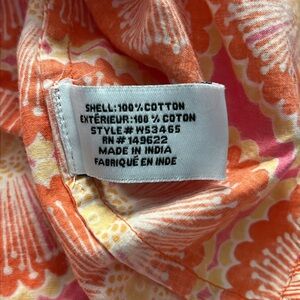 SHELL:100%COTTON
EXTÉRIEUR:100 % COTON
STYLE# W53465
RN # 149622
MADE IN INDIA
FABRIQUÉ EN INDE